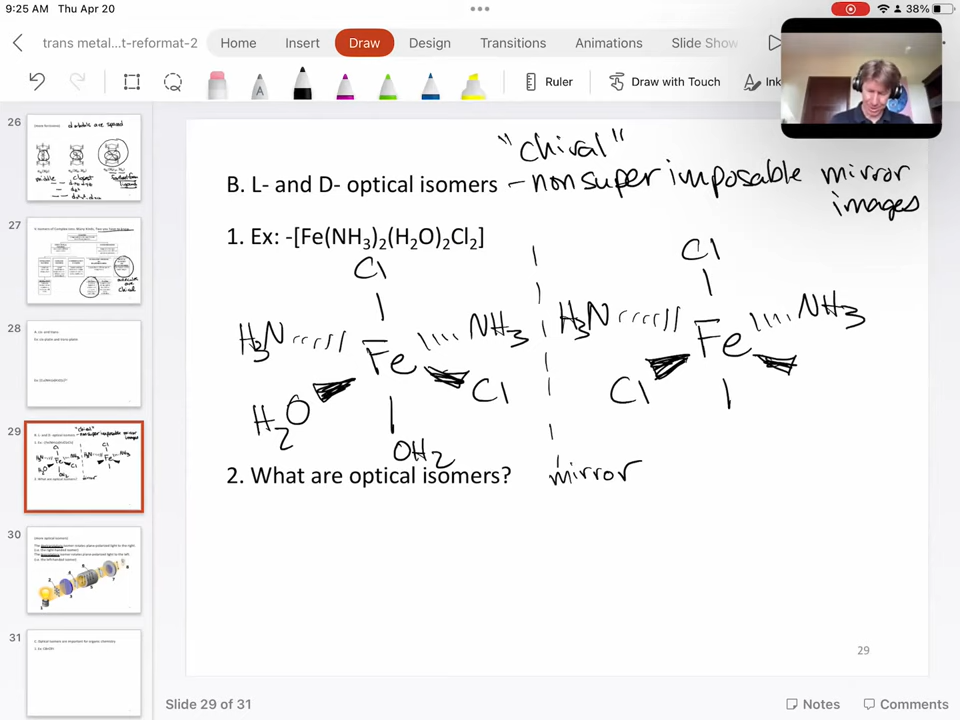 9:25 AM Thu Apr 20
38%
trans metal...t-reformat-2
Home
Insert
Draw
Design
Transitions
Animations
Slide Show
Ruler
Draw with Touch
Ink
26
27
28
29
30
31
"chiral"
B. L- and D- optical isomers – nonsuperimposable mirror
images
1. Ex: -[Fe(NH3)2(H2O)2Cl2]
Cl
Cl
H3N
NH3
H3N
NH3
Fe
Fe
H2O
Cl
Cl
OH2
2. What are optical isomers?
mirror
29
Slide 29 of 31
Notes
Comments